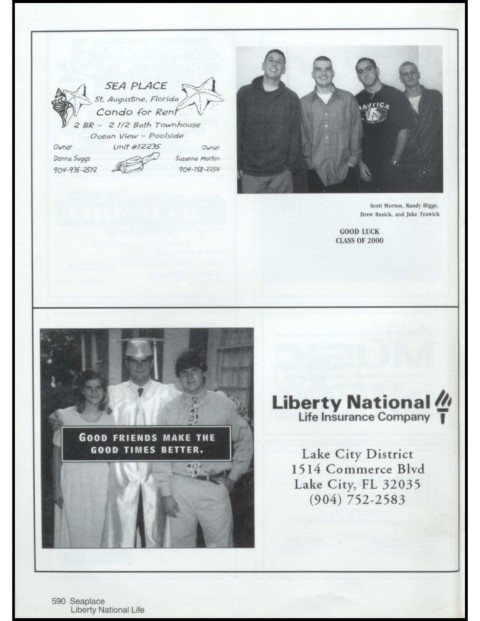 SEA PLACE
St. Augustine, Florida
Condo for Rent
2 BR - 2 1/2 Bath Townhouse
Ocean View - Poolside
Owner Unit #12235 Owner
Donna Suggs Suzanne Morton
904-935-2572 904-758-2254
NAUTICA
Scott Morton, Randy Biggs,
Drew Basick, and Jake Trawick
GOOD LUCK
CLASS OF 2000
GOOD FRIENDS MAKE THE
GOOD TIMES BETTER.
Liberty National
Life Insurance Company
Lake City District
1514 Commerce Blvd
Lake City, FL 32035
(904) 752-2583
590 Seaplace
Liberty National Life